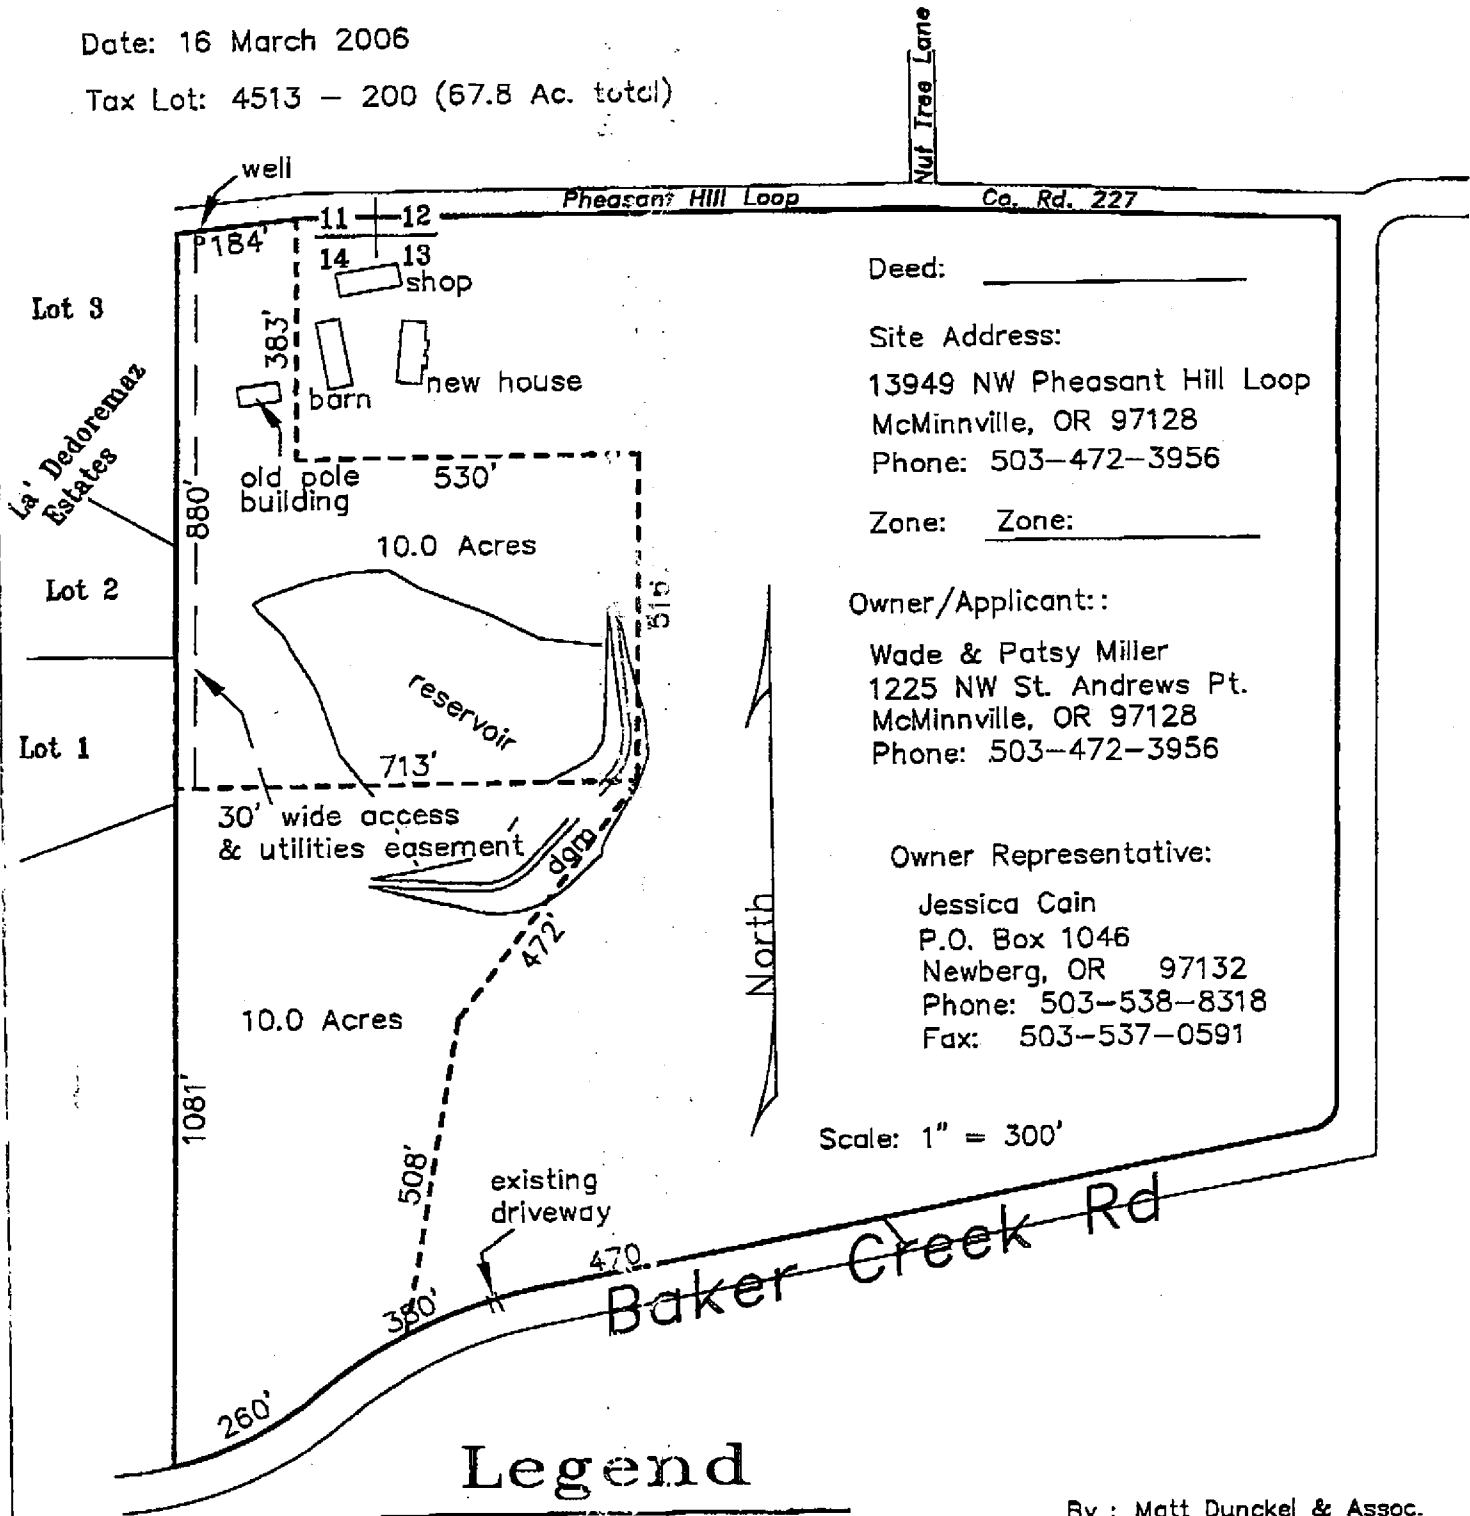 Date: 16 March 2006
Tax Lot: 4513 – 200 (67.8 Ac. total)
Nut Tree Lane
well
Pheasant Hill Loop
Co. Rd. 227
11 12
14 13
184'
shop
Lot 3
383'
new house
barn
La' Dedoremaz
Estates
old pole
building
530'
880'
10.0 Acres
Lot 2
reservoir
Lot 1
713'
30' wide access
& utilities easement
dam
472'
North
10.0 Acres
1081'
508'
existing
driveway
470
380'
260'
Baker Creek Rd
Deed:
Site Address:
13949 NW Pheasant Hill Loop
McMinnville, OR 97128
Phone: 503–472–3956
Zone: Zone:
Owner/Applicant::
Wade & Patsy Miller
1225 NW St. Andrews Pt.
McMinnville, OR 97128
Phone: 503–472–3956
Owner Representative:
Jessica Cain
P.O. Box 1046
Newberg, OR 97132
Phone: 503–538–8318
Fax: 503–537–0591
Scale: 1" = 300'
Legend
By : Matt Dunckel & Assoc.